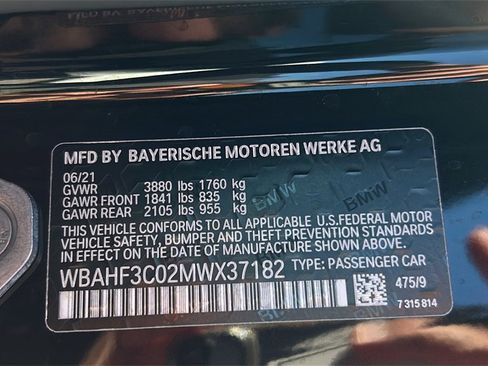 MFD BY BAYERISCHE MOTOREN WERKE AG
06/21
GVWR 3880 lbs 1760 kg
GAWR FRONT 1841 lbs 835 kg
GAWR REAR 2105 lbs 955 kg
THIS VEHICLE CONFORMS TO ALL APPLICABLE U.S.FEDERAL MOTOR
VEHICLE SAFETY, BUMPER AND THEFT PREVENTION STANDARDS
IN EFFECT ON THE DATE OF MANUFACTURE SHOWN ABOVE.
WBAHF3C02MWX37182 TYPE: PASSENGER CAR
475/9
7 315 814
BMW
BMW